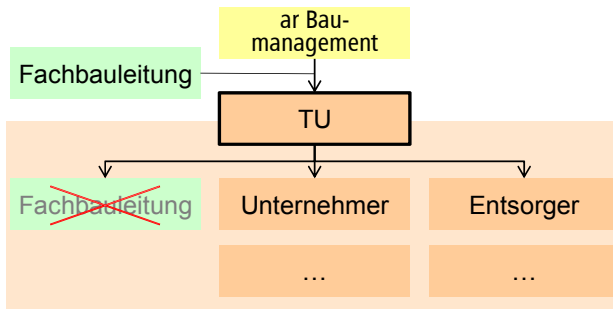 ar Bau-
management
Fachbauleitung
TU
Fachbauleitung
Unternehmer
Entsorger
...
...